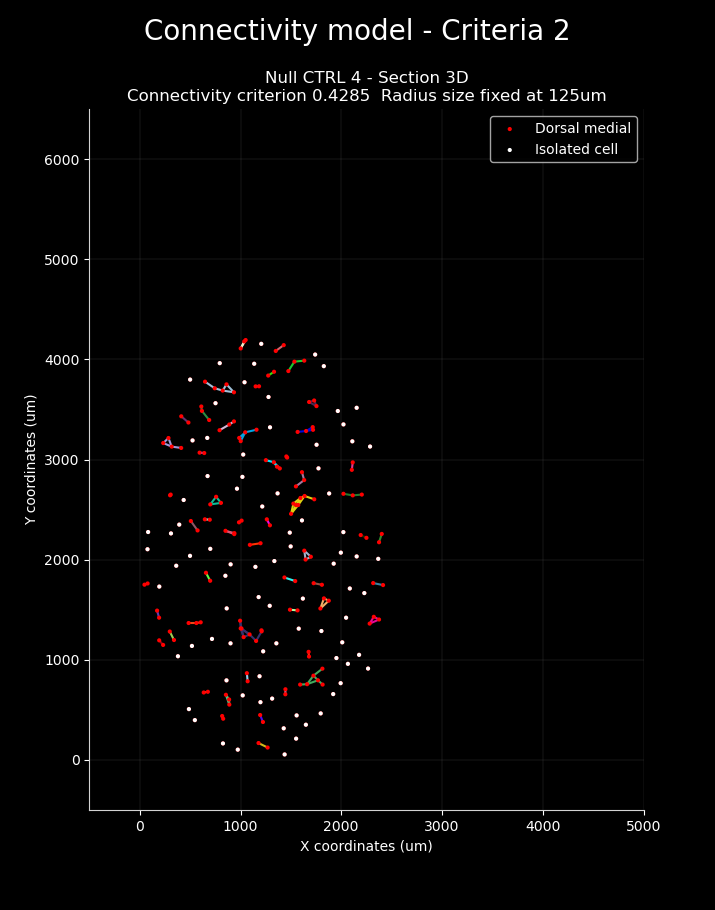 Connectivity model - Criteria 2
Null CTRL 4 - Section 3D
Connectivity criterion 0.4285  Radius size fixed at 125um
Dorsal medial
Isolated cell
6000
5000
4000
3000
2000
1000
0
Y coordinates (um)
0 1000 2000 3000 4000 5000
X coordinates (um)